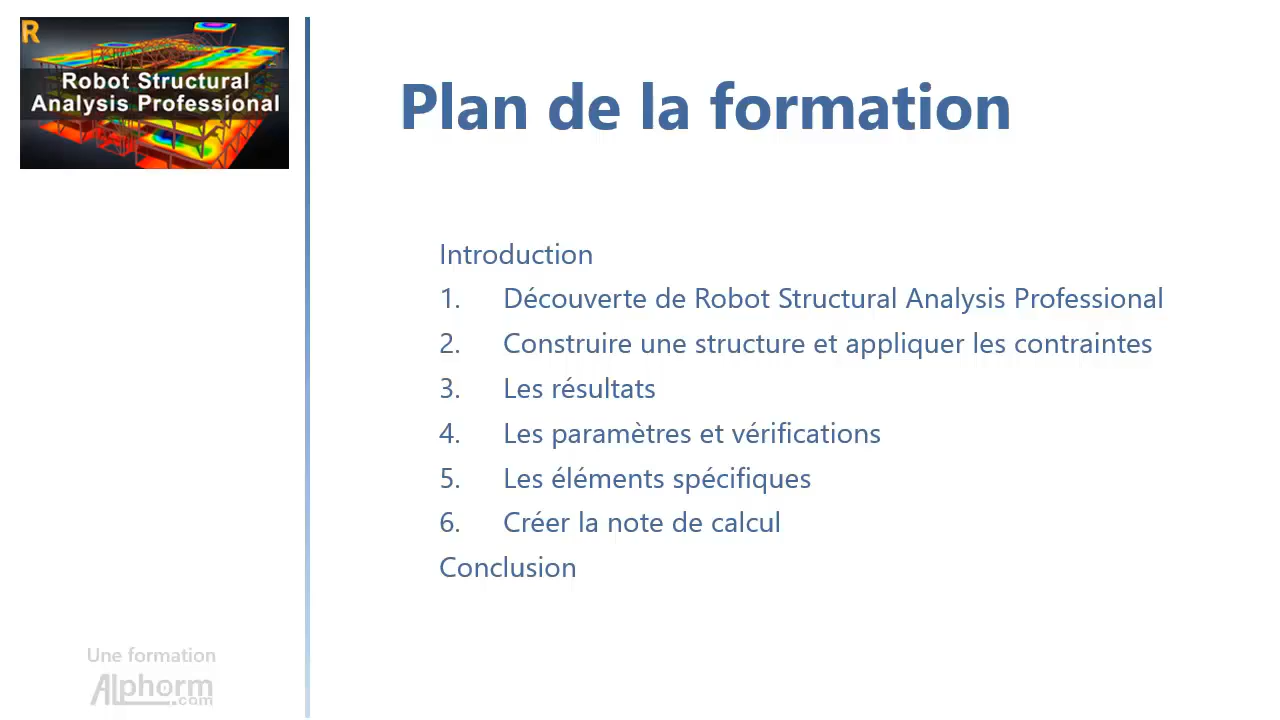 R
Robot Structural
Analysis Professional
Plan de la formation
Introduction
1. Découverte de Robot Structural Analysis Professional
2. Construire une structure et appliquer les contraintes
3. Les résultats
4. Les paramètres et vérifications
5. Les éléments spécifiques
6. Créer la note de calcul
Conclusion
Une formation
Alphorm
.com